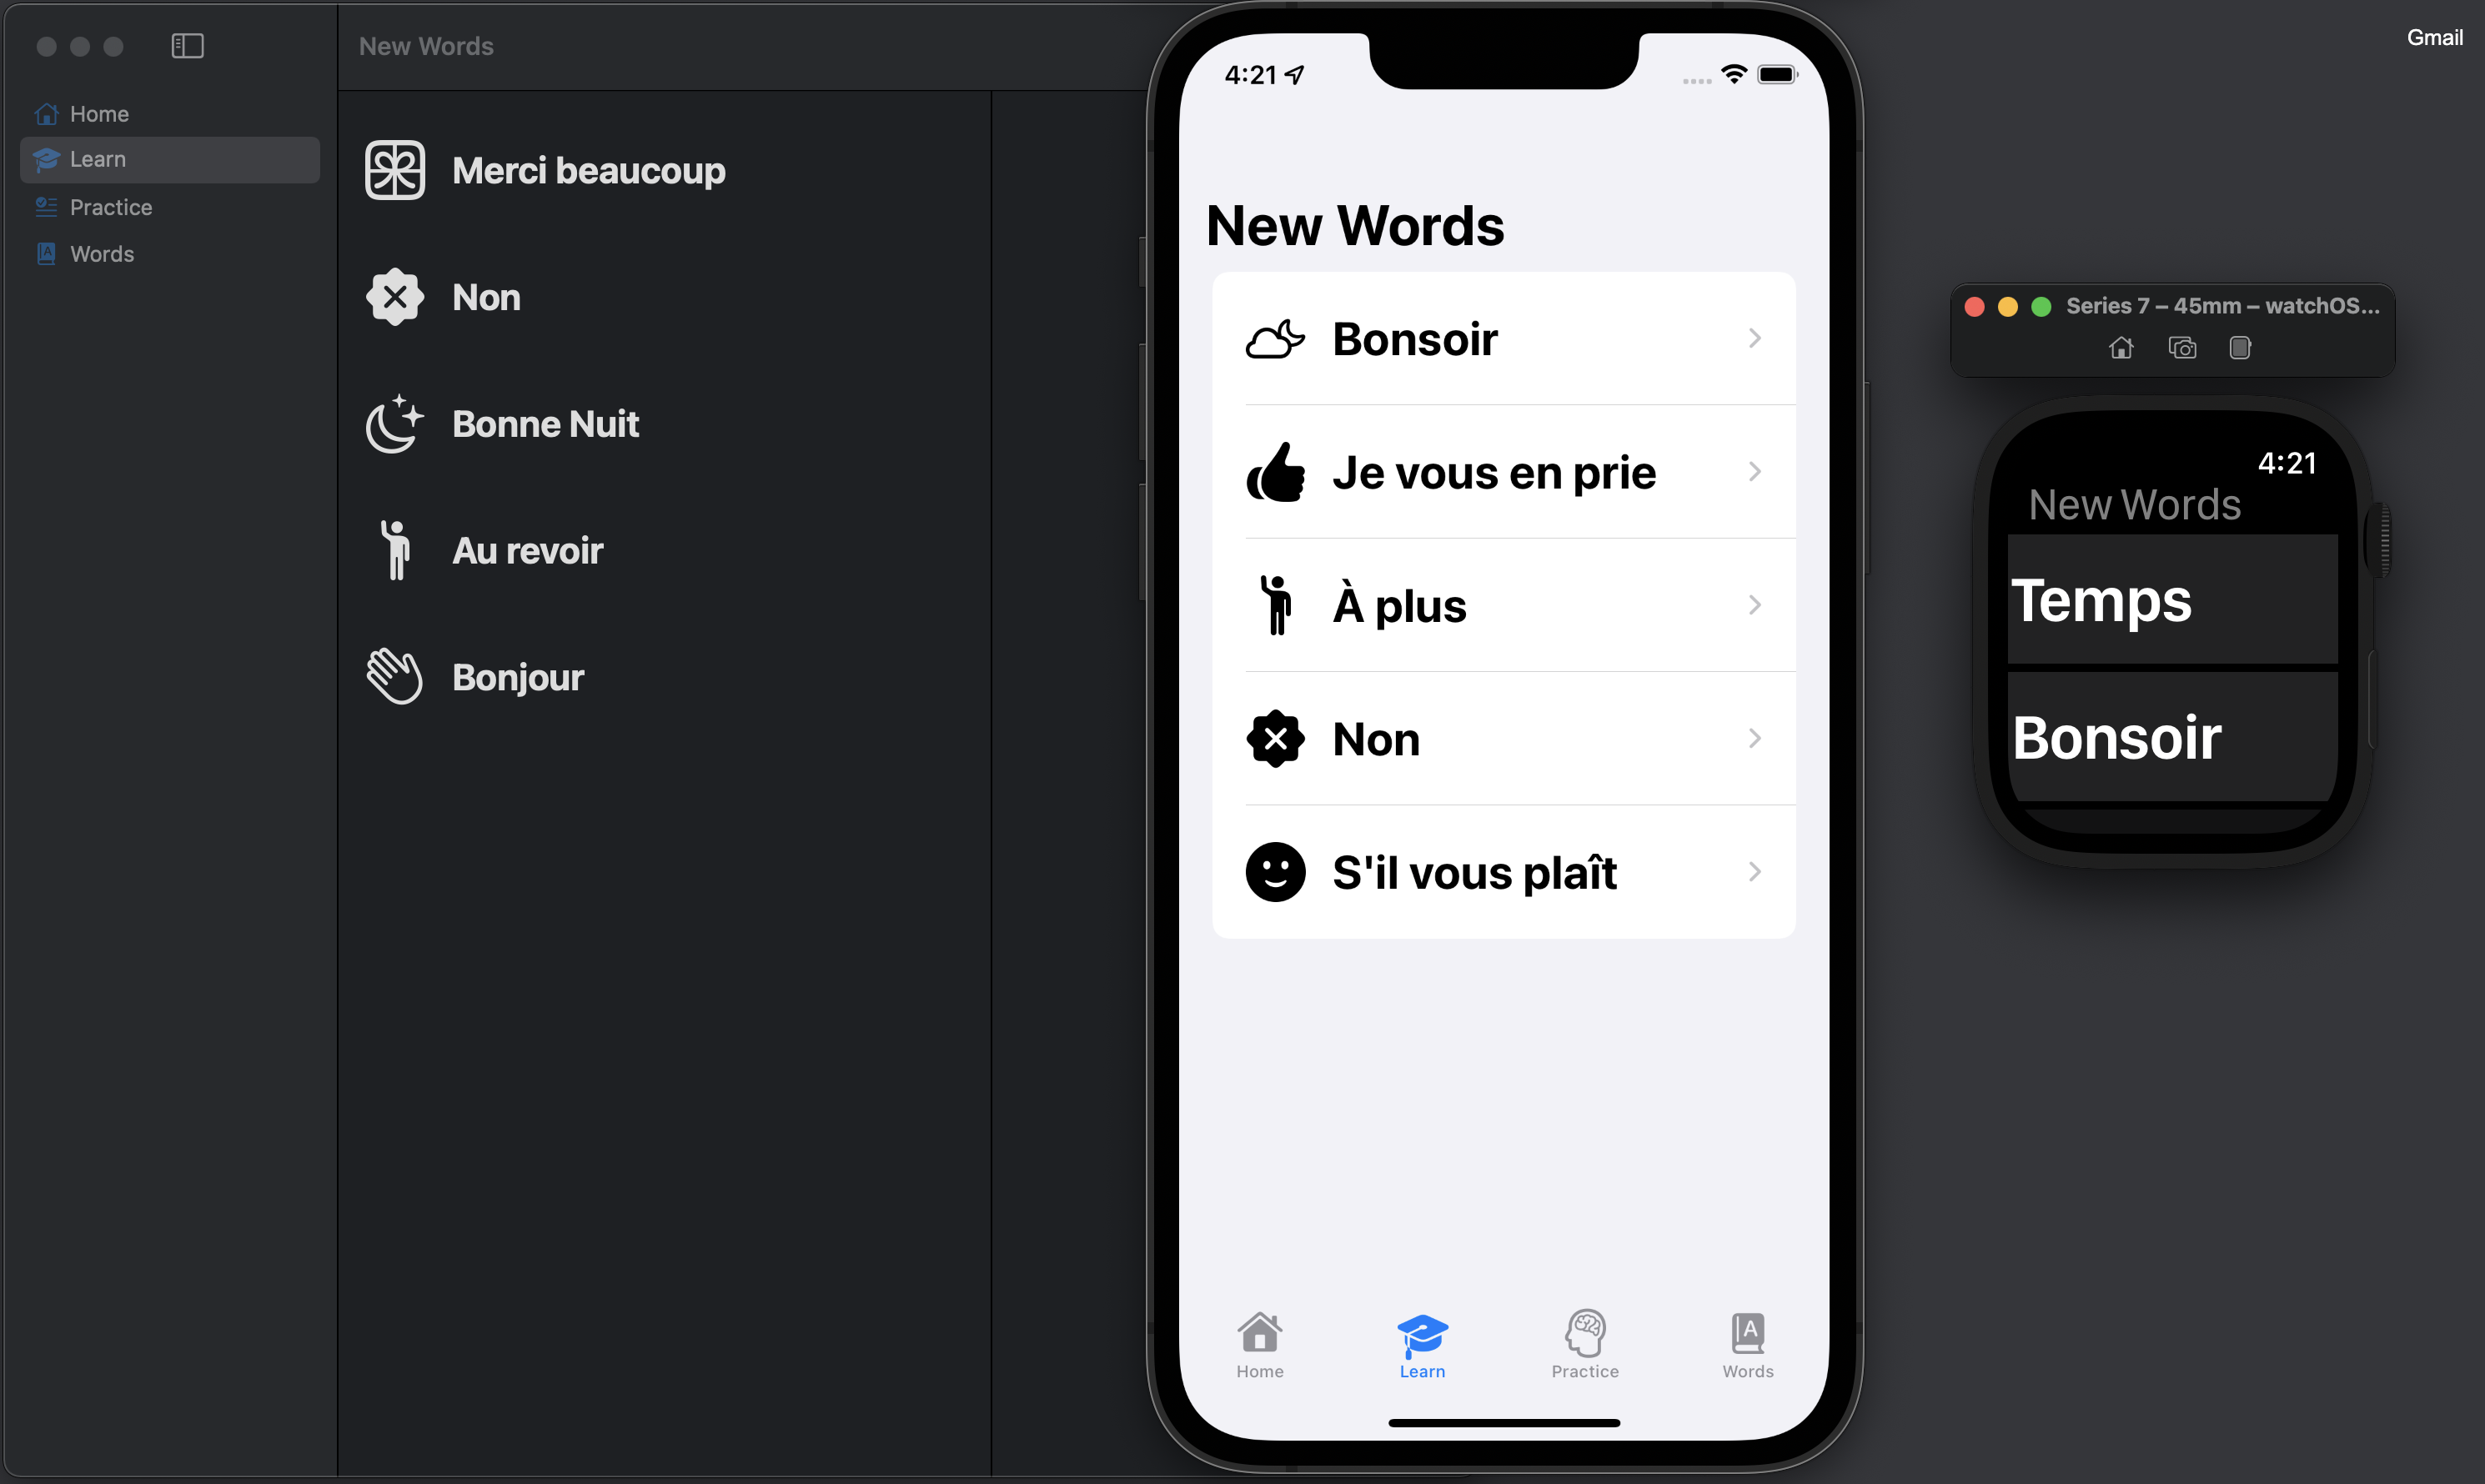 New Words
Home
Learn
Practice
Words
Merci beaucoup
Non
Bonne Nuit
Au revoir
Bonjour
4:21
New Words
Bonsoir
Je vous en prie
À plus
Non
S'il vous plaît
Home
Learn
Practice
A
Words
Gmail
Series 7 – 45mm – watchOS...
4:21
New Words
Temps
Bonsoir